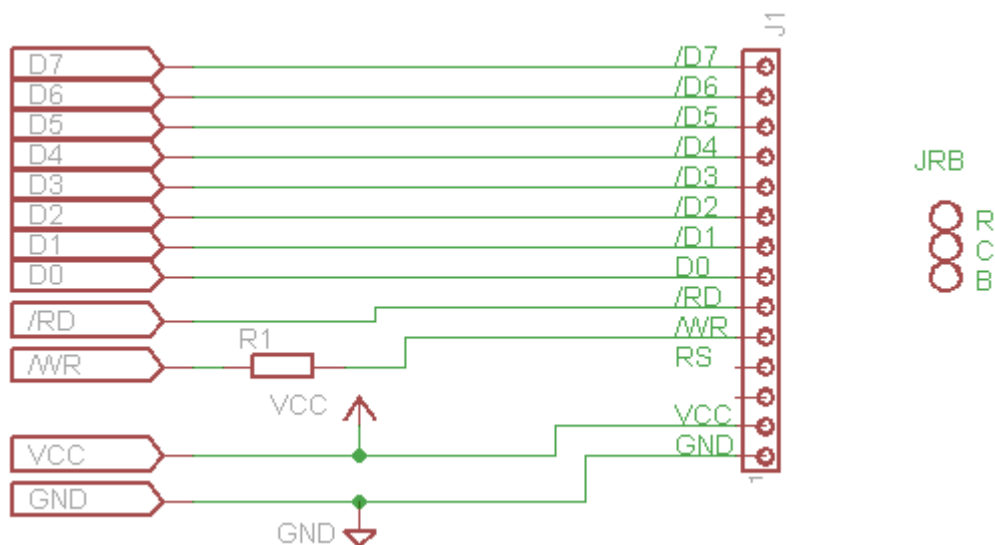 J1
D7 /D7
D6 /D6
D5 /D5
D4 /D4
D3 /D3
D2 /D2
D1 /D1
D0 D0
/RD /RD
/WR R1 /WR
RS
VCC
VCC VCC
GND GND
1
GND
JRB
R
C
B